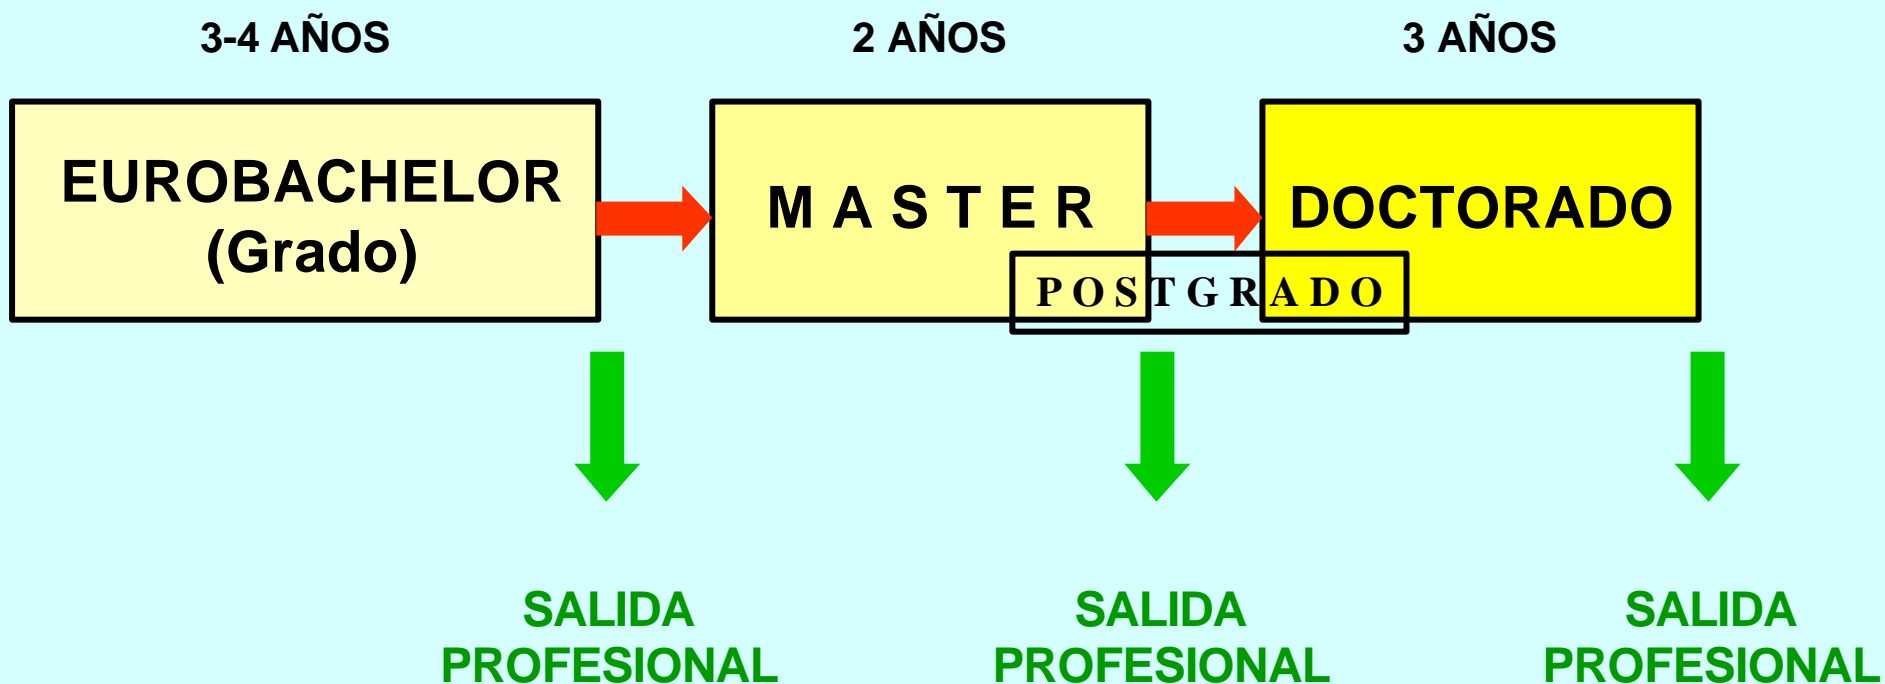 3-4 AÑOS
2 AÑOS
3 AÑOS
EUROBACHELOR
(Grado)
M A S T E R
DOCTORADO
P O S T G R A D O
SALIDA
PROFESIONAL
SALIDA
PROFESIONAL
SALIDA
PROFESIONAL